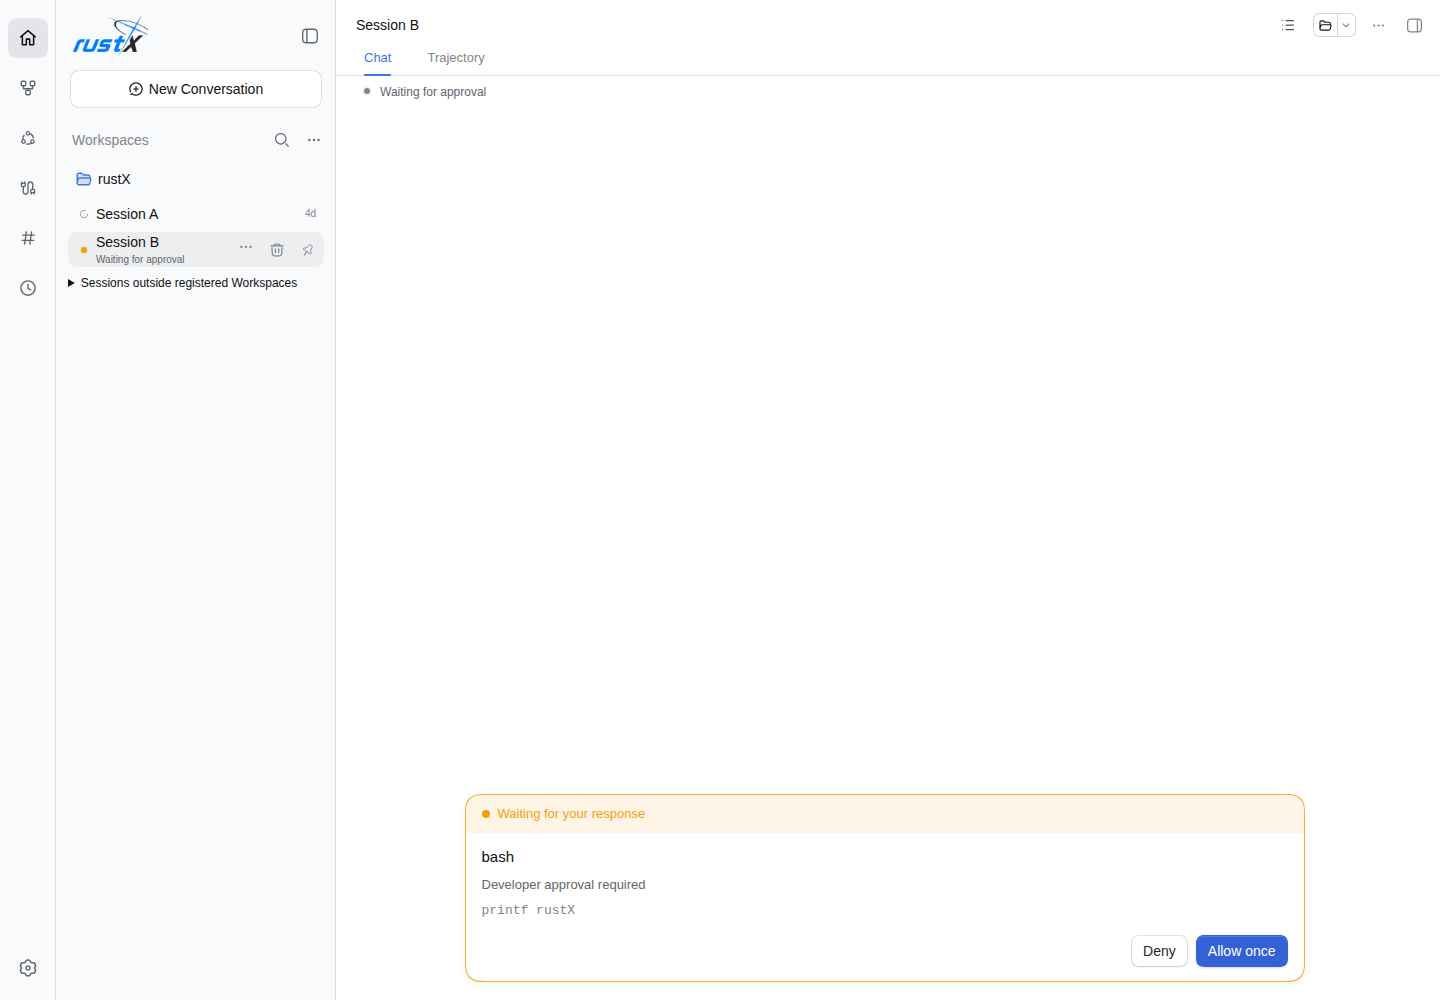 rustX
New Conversation
Workspaces
rustX
Session A
4d
Session B
Waiting for approval
Sessions outside registered Workspaces
Session B
Chat
Trajectory
Waiting for approval
Waiting for your response
bash
Developer approval required
printf rustX
Deny
Allow once